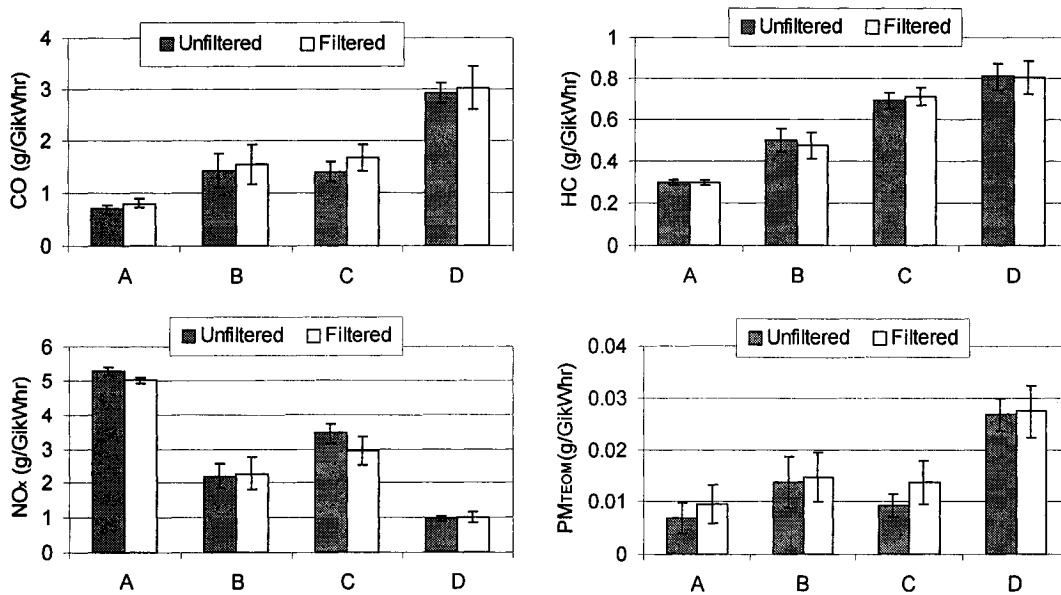 Unfiltered Filtered
CO (g/GikWhr)
4
3
2
1
0
A B C D
Unfiltered Filtered
HC (g/GikWhr)
1
0.8
0.6
0.4
0.2
0
A B C D
Unfiltered Filtered
NOx (g/GikWhr)
6
5
4
3
2
1
0
A B C D
Unfiltered Filtered
PMTEOM (g/GikWhr)
0.04
0.03
0.02
0.01
0
A B C D